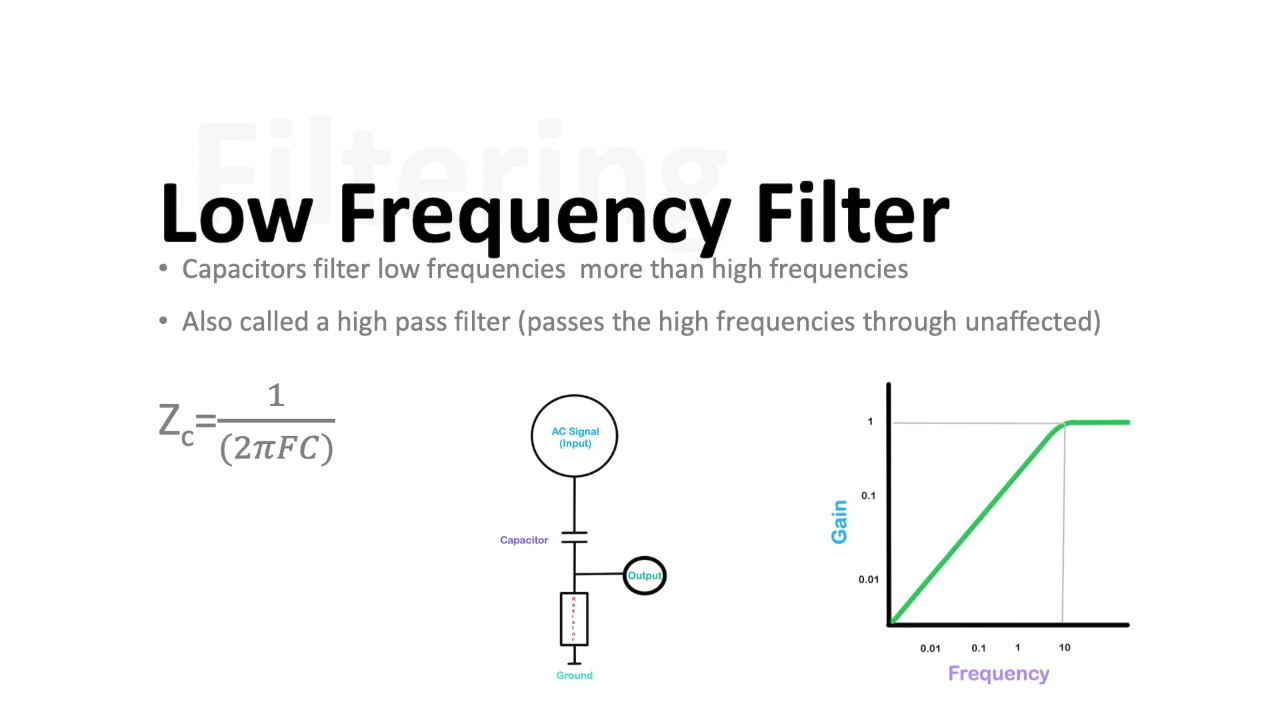 Filtering
Low Frequency Filter
• Capacitors filter low frequencies  more than high frequencies
• Also called a high pass filter (passes the high frequencies through unaffected)
Zc=1/(2πFC)
AC Signal
(Input)
Capacitor
Output
Resistor
Ground
Gain
1
0.1
0.01
0.01 0.1 1 10
Frequency